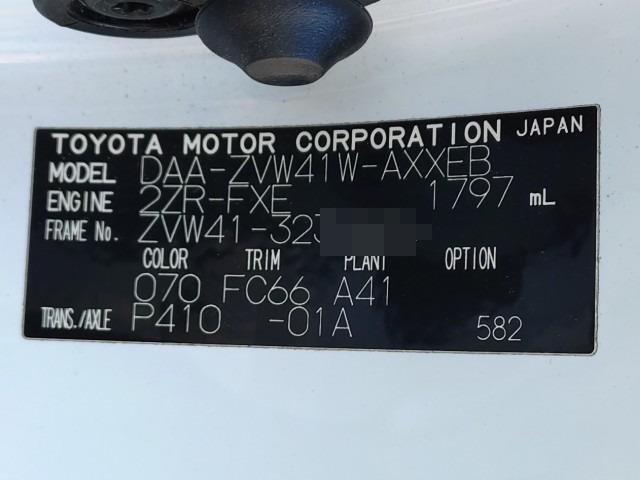 TOYOTA MOTOR CORPORATION JAPAN
MODEL DAA-ZVW41W-AXXEB
ENGINE 2ZR-FXE 1797 mL
FRAME No. ZVW41-323
COLOR TRIM PLANT OPTION
070 FC66 A41
TRANS./AXLE P410 -01A 582